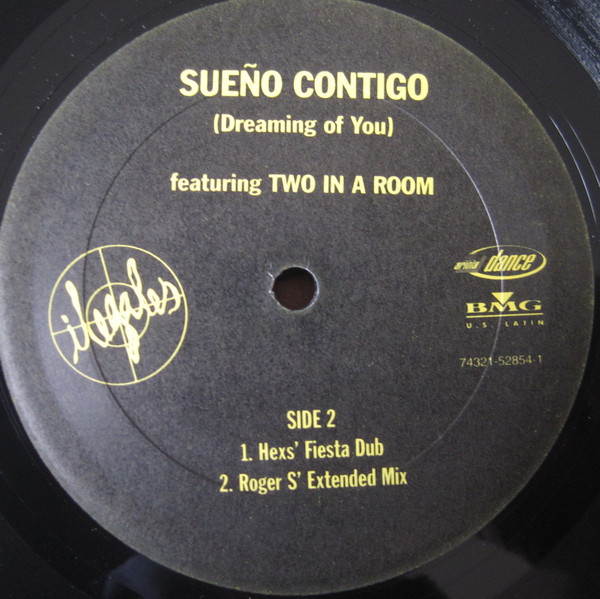 SUEÑO CONTIGO
(Dreaming of You)
featuring TWO IN A ROOM
ilegales
ariola dance
BMG
U.S. LATIN
74321-52854-1
SIDE 2
1. Hexs' Fiesta Dub
2. Roger S' Extended Mix